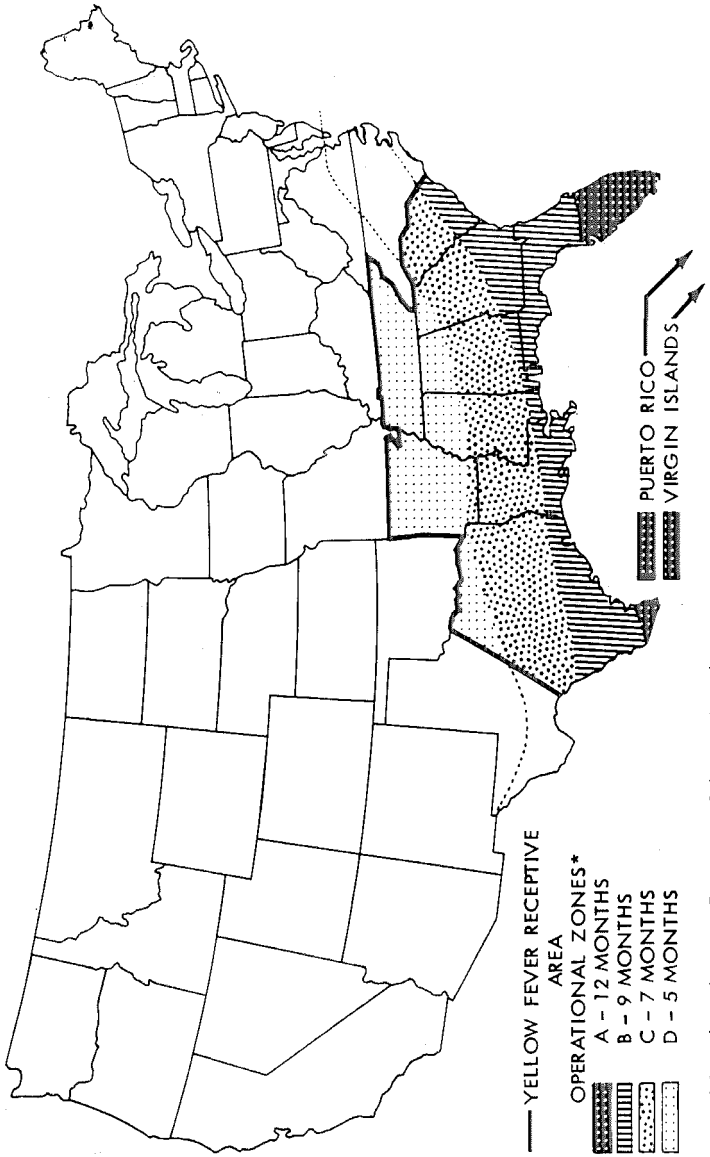 YELLOW FEVER RECEPTIVE
AREA
OPERATIONAL ZONES*
A - 12 MONTHS
B - 9 MONTHS
C - 7 MONTHS
D - 5 MONTHS
PUERTO RICO
VIRGIN ISLANDS